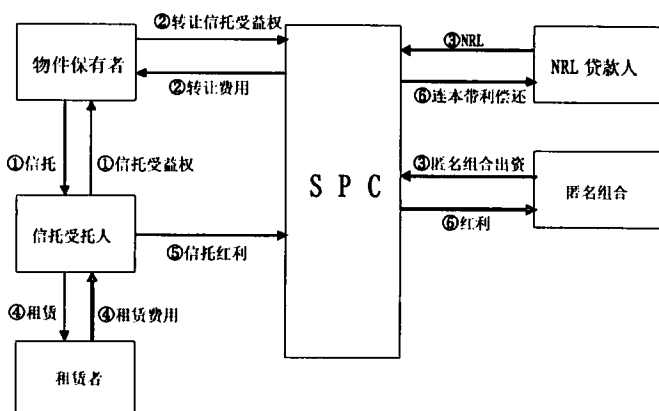 ②转让信托受益权
物件保有者
②转让费用
③NRL
NRL 贷款人
⑥连本带利偿还
①信托
①信托受益权
S P C
③匿名组合出资
匿名组合
⑥红利
信托受托人
⑤信托红利
④租赁
④租赁费用
租赁者